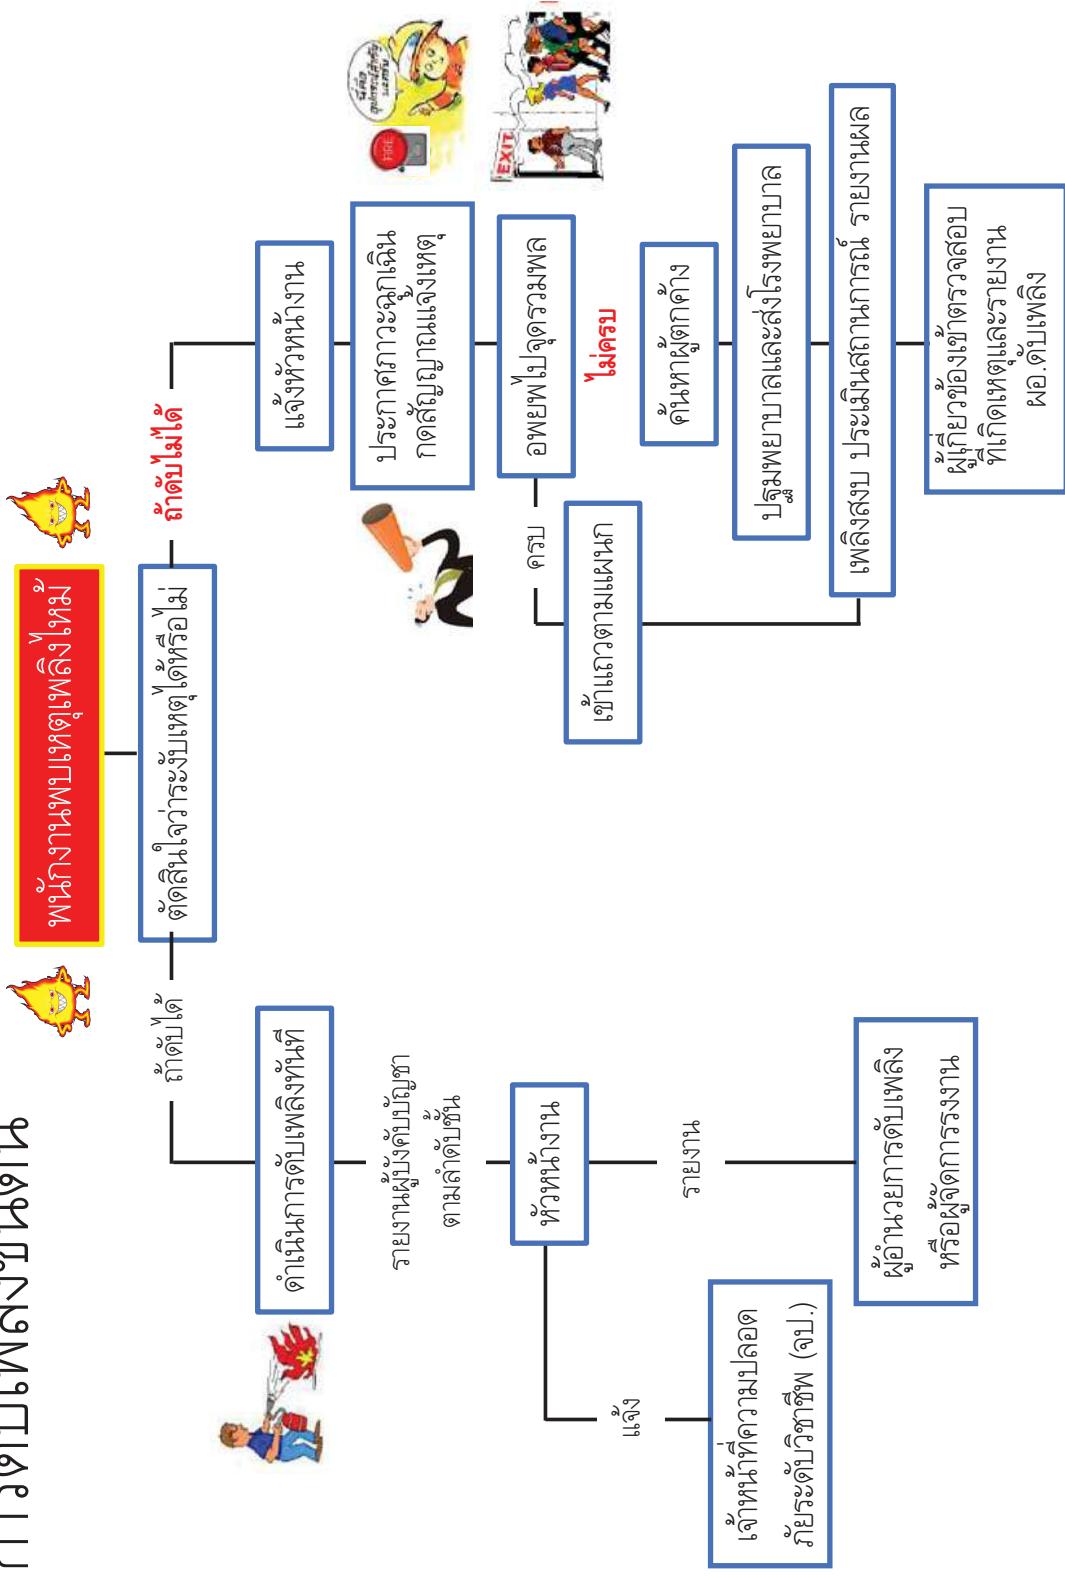 การดับเพลิงขั้นต้น
พนักงานพบเหตุเพลิงไหม้
ตัดสินใจว่าระงับเหตุได้หรือไม่
ถ้าดับได้
ถ้าดับไม่ได้
ดำเนินการดับเพลิงทันที
รายงานผู้บังคับบัญชา
ตามลำดับชั้น
หัวหน้างาน
แจ้ง
รายงาน
เจ้าหน้าที่ความปลอด
ภัยระดับวิชาชีพ (จป.)
ผู้อำนวยการดับเพลิง
หรือผู้จัดการรงงาน
แจ้งหัวหน้างาน
ประกาศภาวะฉุกเฉิน
กดสัญญาณแจ้งเหตุ
FIRE
อพยพไปจุดรวมพล
EXIT
ครบ
ไม่ครบ
เข้าแถวตามแผนก
ค้นหาผู้ตกค้าง
ปฐมพยาบาลและส่งโรงพยาบาล
เพลิงสงบ ประเมินสถานการณ์ รายงานผล
ผู้เกี่ยวข้องเข้าตรวจสอบ
ที่เกิดเหตุและรายงาน
ผอ.ดับเพลิง